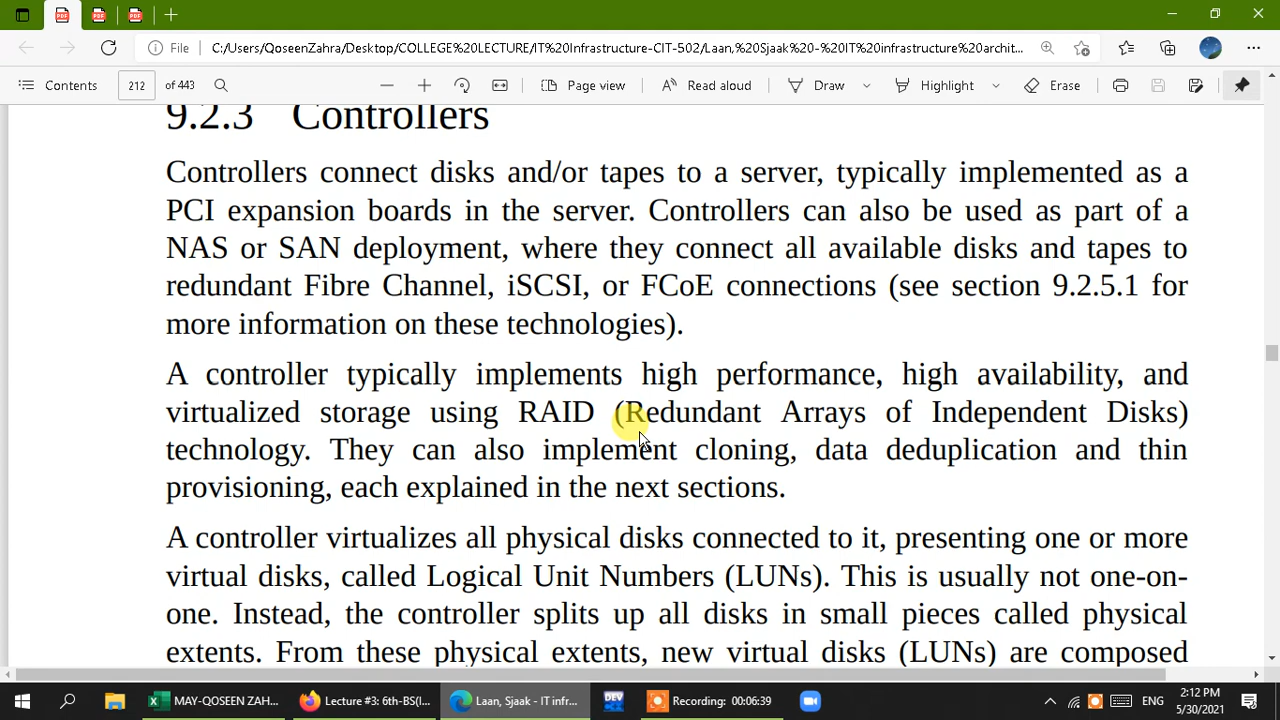 File
C:/Users/QoseenZahra/Desktop/COLLEGE%20LECTURE/IT%20Infrastructure-CIT-502/Laan,%20Sjaak%20-%20IT%20infrastructure%20archit...
Contents
212 of 443
Page view
Read aloud
Draw
Highlight
Erase
9.2.3 Controllers
Controllers connect disks and/or tapes to a server, typically implemented as a
PCI expansion boards in the server. Controllers can also be used as part of a
NAS or SAN deployment, where they connect all available disks and tapes to
redundant Fibre Channel, iSCSI, or FCoE connections (see section 9.2.5.1 for
more information on these technologies).
A controller typically implements high performance, high availability, and
virtualized storage using RAID (Redundant Arrays of Independent Disks)
technology. They can also implement cloning, data deduplication and thin
provisioning, each explained in the next sections.
A controller virtualizes all physical disks connected to it, presenting one or more
virtual disks, called Logical Unit Numbers (LUNs). This is usually not one-on-
one. Instead, the controller splits up all disks in small pieces called physical
extents. From these physical extents, new virtual disks (LUNs) are composed
MAY-QOSEEN ZAH...
Lecture #3: 6th-BS(I...
Laan, Sjaak - IT infr...
DEV
Recording: 00:06:39
ENG
2:12 PM
5/30/2021